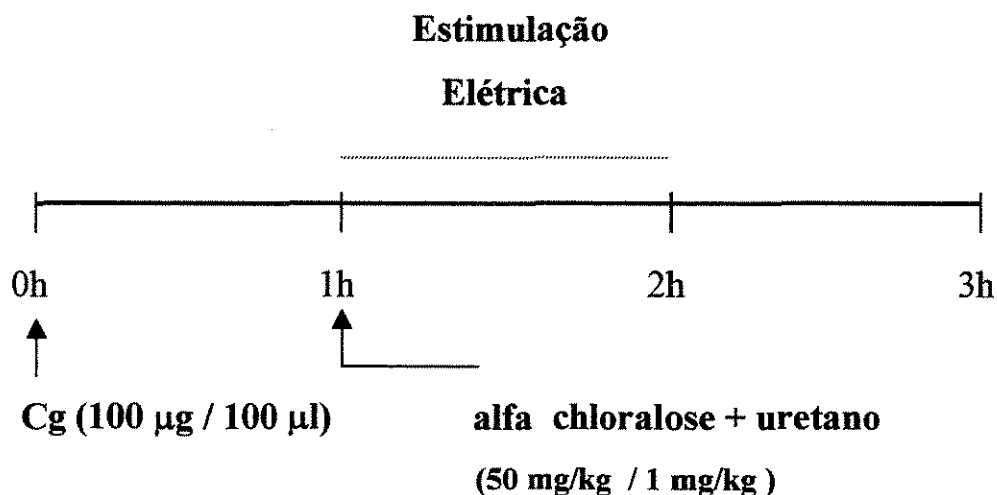 Estimulação
Elétrica
0h 1h 2h 3h
Cg (100 µg / 100 µl) alfa chloralose + uretano
(50 mg/kg / 1 mg/kg )